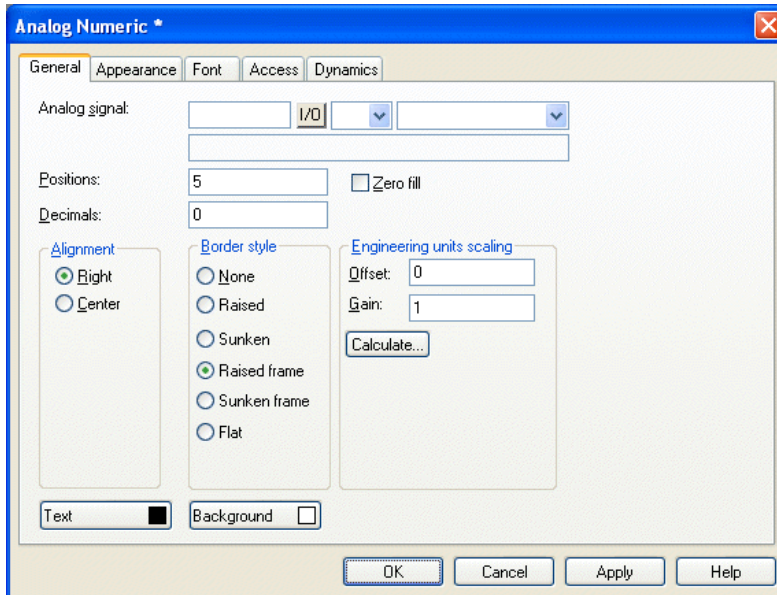 Analog Numeric *
General Appearance Font Access Dynamics
Analog signal: I/O
Positions: 5 Zero fill
Decimals: 0
Alignment Border style Engineering units scaling
Right None Offset: 0
Center Raised Gain: 1
Sunken Calculate...
Raised frame
Sunken frame
Flat
Text Background
OK Cancel Apply Help